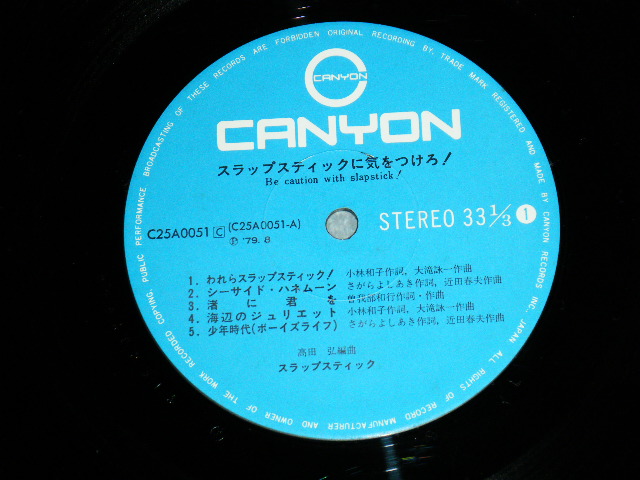 CANYON
CANYON
スラップスティックに気をつけろ!
Be caution with slapstick!
C25A0051 C (C25A0051-A)
Ⓟ '79. 8
STEREO 33 1/3 1
1. われらスラップスティック! 小林和子作詞, 大滝詠一作曲
2. シーサイド・ハネムーン さがらよしあき作詞, 近田春夫作曲
3. 渚に君を 曽我部和行作詞・作曲
4. 海辺のジュリエット 小林和子作詞, 大滝詠一作曲
5. 少年時代(ボーイズライフ) さがらよしあき作詞, 近田春夫作曲
高田 弘編曲
スラップスティック
COPYING, PUBLIC PERFORMANCE BROADCASTING OF THESE RECORDS ARE FORBIDDEN ORIGINAL RECORDING BY, TRADE MARK REGISTERED AND MADE BY CANYON RECORDS INC. JAPAN, ALL RIGHTS OF RECORD MANUFACTURER AND OWNER OF THE WORK RECORDED